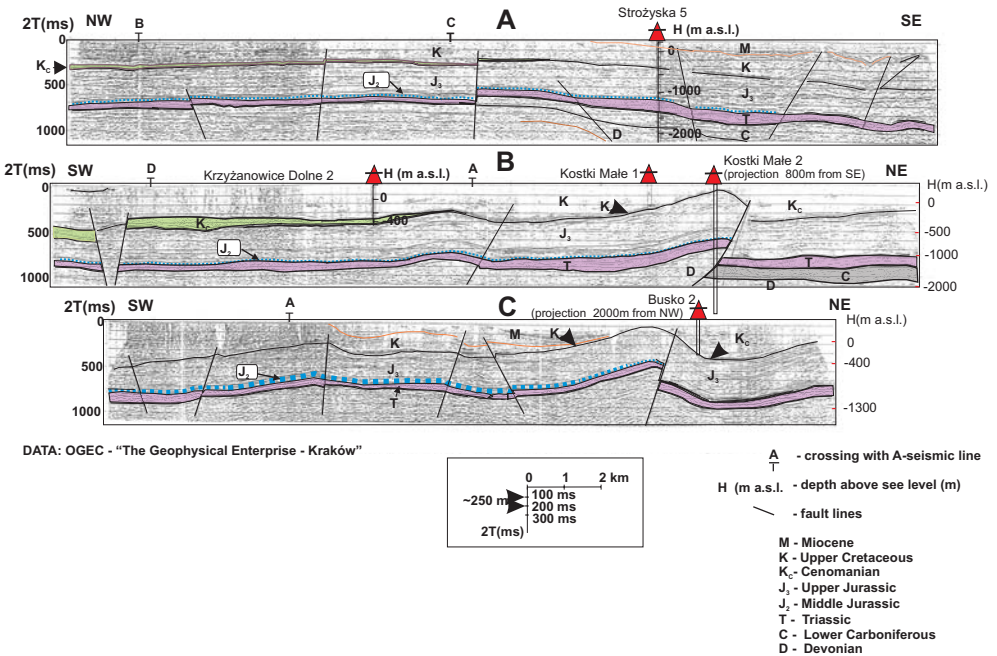 2T(ms) NW B C A Strożyska 5 SE
H (m a.s.l.)
0 K M 0
Kc K
500 J2 J3 J3 -1000
T
1000 D C -2000
2T(ms) SW D Krzyżanowice Dolne 2 H (m a.s.l.) A B Kostki Małe 1 Kostki Małe 2 NE
(projection 800m from SE) H(m a.s.l.)
0 0 K K Kc 0
Kc -400
500 J2 J3 -500
T T -1000
1000 D C
D -2000
2T(ms) SW A C Busko 2 NE
(projection 2000m from NW) H(m a.s.l.)
0 K M K Kc 0
500 J2 J3 J3 -400
T
1000 -1300
DATA: OGEC - “The Geophysical Enterprise - Kraków”
0 1 2 km
~250 m 100 ms
200 ms
300 ms
2T(ms)
A - crossing with A-seismic line
H (m a.s.l. - depth above see level (m)
- fault lines
M - Miocene
K - Upper Cretaceous
Kc- Cenomanian
J3 - Upper Jurassic
J2 - Middle Jurassic
T - Triassic
C - Lower Carboniferous
D - Devonian